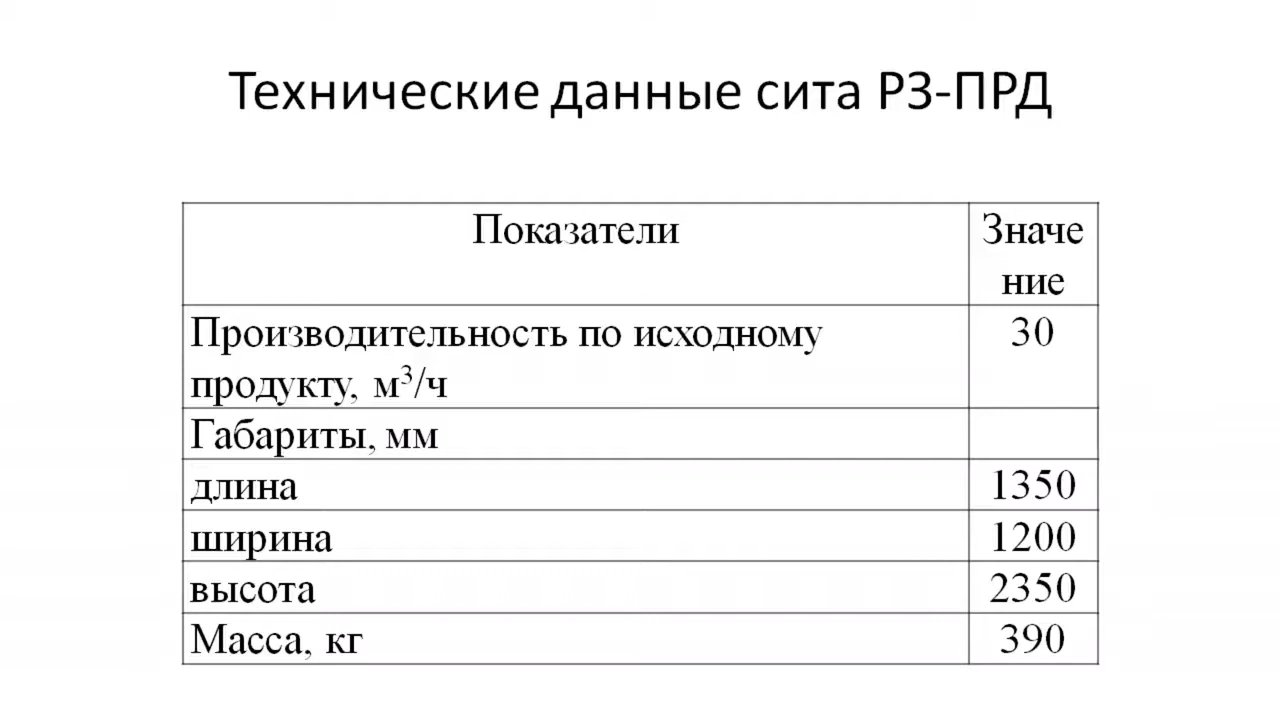 Технические данные сита РЗ-ПРД
Показатели Значе
ние
Производительность по исходному 30
продукту, м³/ч
Габариты, мм
длина 1350
ширина 1200
высота 2350
Масса, кг 390